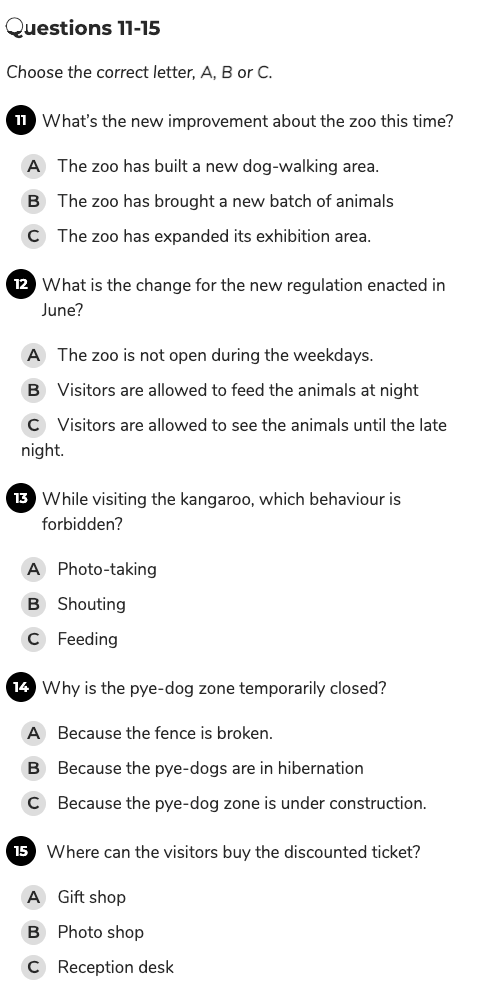 Questions 11-15
Choose the correct letter, A, B or C.
11 What's the new improvement about the zoo this time?
A The zoo has built a new dog-walking area.
B The zoo has brought a new batch of animals
C The zoo has expanded its exhibition area.
12 What is the change for the new regulation enacted in
June?
A The zoo is not open during the weekdays.
B Visitors are allowed to feed the animals at night
C Visitors are allowed to see the animals until the late
night.
13 While visiting the kangaroo, which behaviour is
forbidden?
A Photo-taking
B Shouting
C Feeding
14 Why is the pye-dog zone temporarily closed?
A Because the fence is broken.
B Because the pye-dogs are in hibernation
C Because the pye-dog zone is under construction.
15 Where can the visitors buy the discounted ticket?
A Gift shop
B Photo shop
C Reception desk